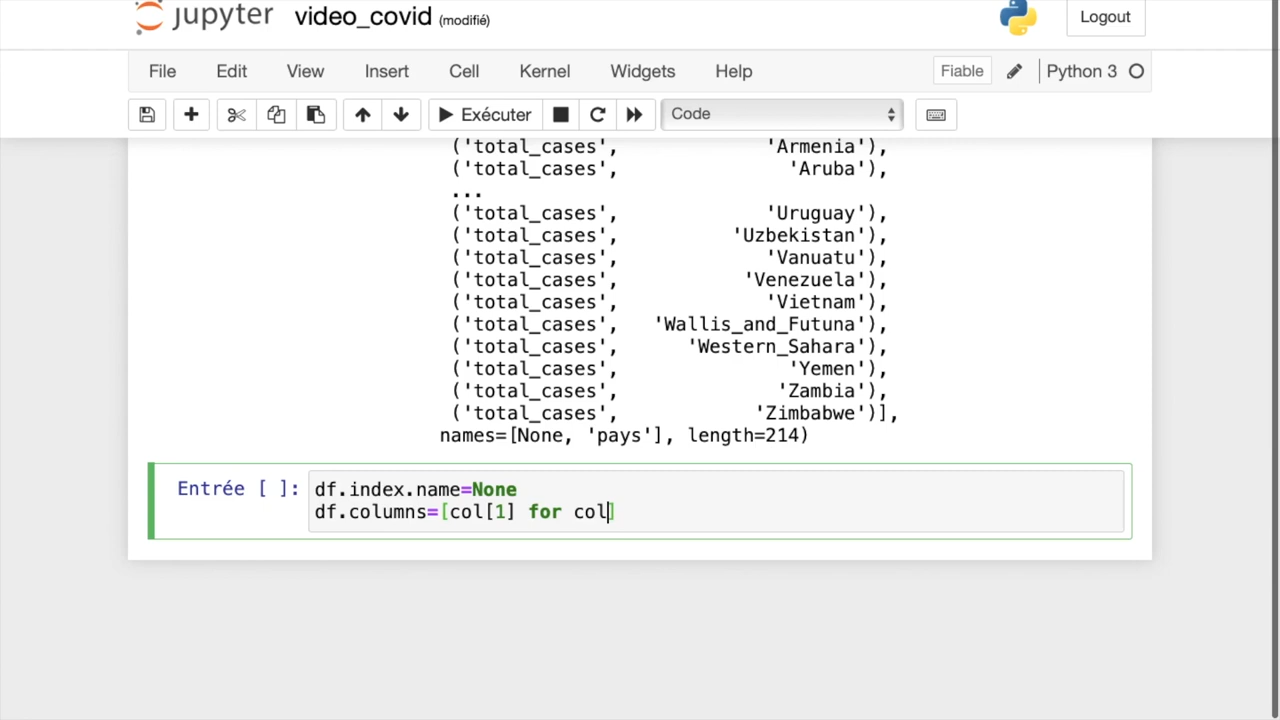 jupyter video_covid (modifié) Logout
File Edit View Insert Cell Kernel Widgets Help Fiable Python 3
Exécuter Code
('total_cases', 'Armenia'),
('total_cases', 'Aruba'),
...
('total_cases', 'Uruguay'),
('total_cases', 'Uzbekistan'),
('total_cases', 'Vanuatu'),
('total_cases', 'Venezuela'),
('total_cases', 'Vietnam'),
('total_cases', 'Wallis_and_Futuna'),
('total_cases', 'Western_Sahara'),
('total_cases', 'Yemen'),
('total_cases', 'Zambia'),
('total_cases', 'Zimbabwe')],
names=[None, 'pays'], length=214)
Entrée [ ]: df.index.name=None
df.columns=[col[1] for col]